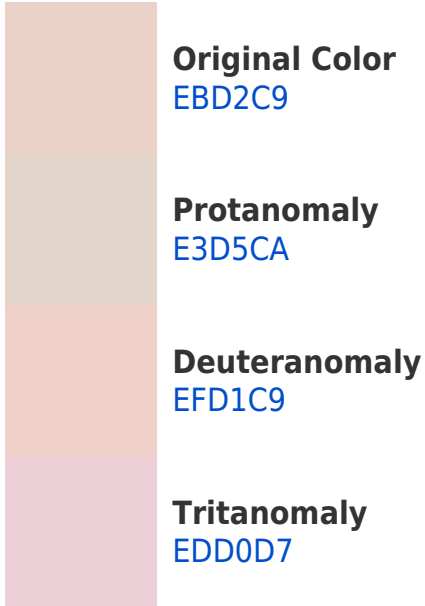 Original Color
EBD2C9
Protanomaly
E3D5CA
Deuteranomaly
EFD1C9
Tritanomaly
EDD0D7